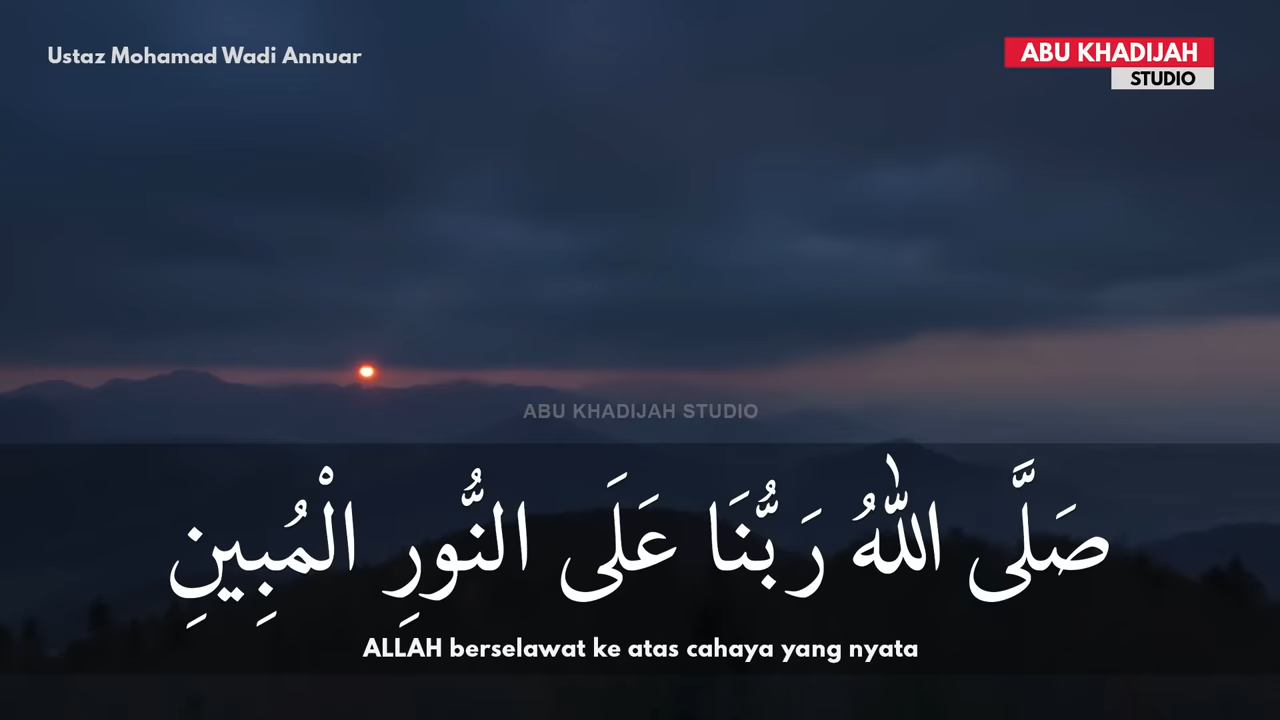 Ustaz Mohamad Wadi Annuar
ABU KHADIJAH
STUDIO
ABU KHADIJAH STUDIO
صَلَّى اللّٰهُ رَبُّنَا عَلَى النُّورِ الْمُبِينِ
ALLAH berselawat ke atas cahaya yang nyata